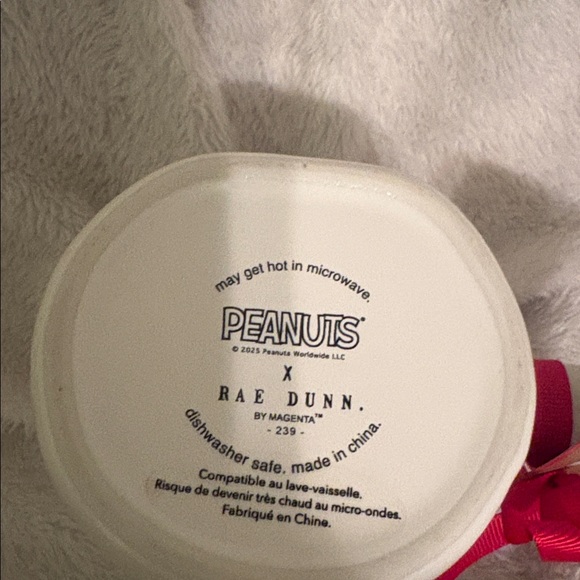 may get hot in microwave.
PEANUTS®
© 2025 Peanuts Worldwide LLC
X
RAE DUNN.
BY MAGENTA™
- 239 -
dishwasher safe. made in china.
Compatible au lave-vaisselle.
Risque de devenir très chaud au micro-ondes.
Fabriqué en Chine.